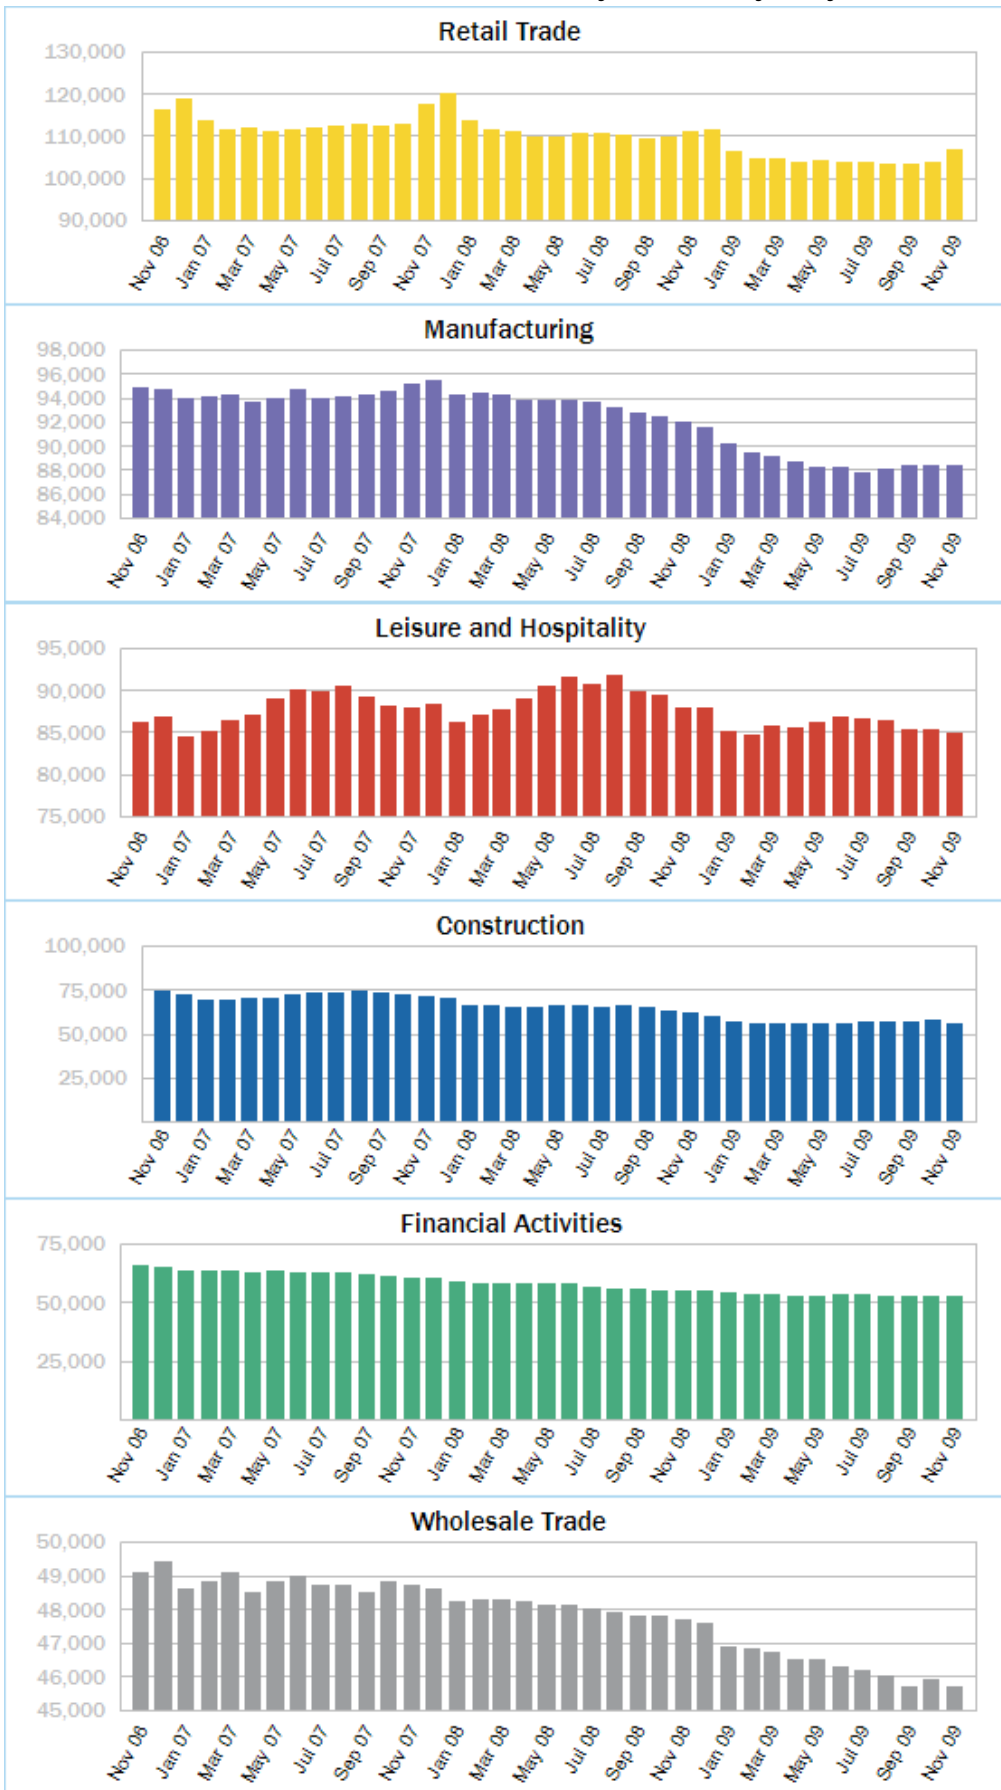 Retail Trade
130,000
120,000
110,000
100,000
90,000
Nov 06 Jan 07 Mar 07 May 07 Jul 07 Sep 07 Nov 07 Jan 08 Mar 08 May 08 Jul 08 Sep 08 Nov 08 Jan 09 Mar 09 May 09 Jul 09 Sep 09 Nov 09
Manufacturing
98,000
96,000
94,000
92,000
90,000
88,000
86,000
84,000
Nov 06 Jan 07 Mar 07 May 07 Jul 07 Sep 07 Nov 07 Jan 08 Mar 08 May 08 Jul 08 Sep 08 Nov 08 Jan 09 Mar 09 May 09 Jul 09 Sep 09 Nov 09
Leisure and Hospitality
95,000
90,000
85,000
80,000
75,000
Nov 06 Jan 07 Mar 07 May 07 Jul 07 Sep 07 Nov 07 Jan 08 Mar 08 May 08 Jul 08 Sep 08 Nov 08 Jan 09 Mar 09 May 09 Jul 09 Sep 09 Nov 09
Construction
100,000
75,000
50,000
25,000
Nov 06 Jan 07 Mar 07 May 07 Jul 07 Sep 07 Nov 07 Jan 08 Mar 08 May 08 Jul 08 Sep 08 Nov 08 Jan 09 Mar 09 May 09 Jul 09 Sep 09 Nov 09
Financial Activities
75,000
50,000
25,000
Nov 06 Jan 07 Mar 07 May 07 Jul 07 Sep 07 Nov 07 Jan 08 Mar 08 May 08 Jul 08 Sep 08 Nov 08 Jan 09 Mar 09 May 09 Jul 09 Sep 09 Nov 09
Wholesale Trade
50,000
49,000
48,000
47,000
46,000
45,000
Nov 06 Jan 07 Mar 07 May 07 Jul 07 Sep 07 Nov 07 Jan 08 Mar 08 May 08 Jul 08 Sep 08 Nov 08 Jan 09 Mar 09 May 09 Jul 09 Sep 09 Nov 09